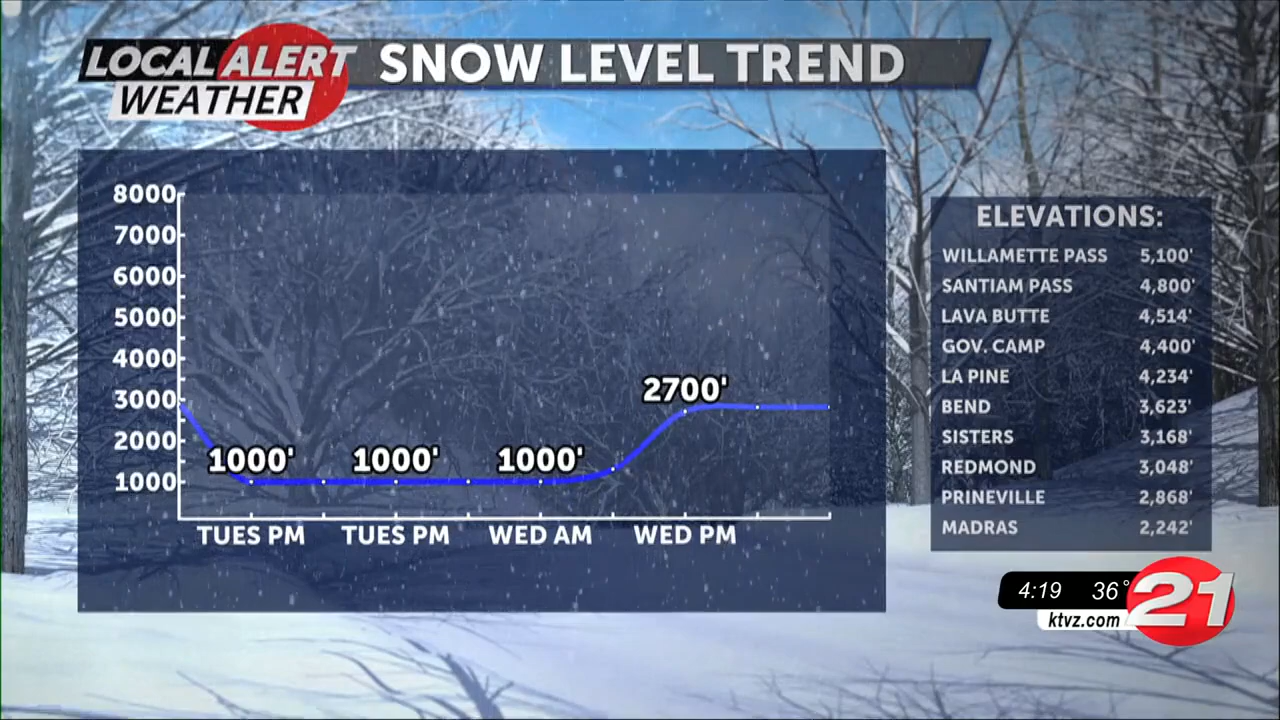 LOCAL ALERT
WEATHER
SNOW LEVEL TREND
8000
7000
6000
5000
4000
3000
2000
1000
1000'
1000'
1000'
2700'
TUES PM TUES PM WED AM WED PM
ELEVATIONS:
WILLAMETTE PASS 5,100'
SANTIAM PASS 4,800'
LAVA BUTTE 4,514'
GOV. CAMP 4,400'
LA PINE 4,234'
BEND 3,623'
SISTERS 3,168'
REDMOND 3,048'
PRINEVILLE 2,868'
MADRAS 2,242'
4:19 36° 21
ktvz.com